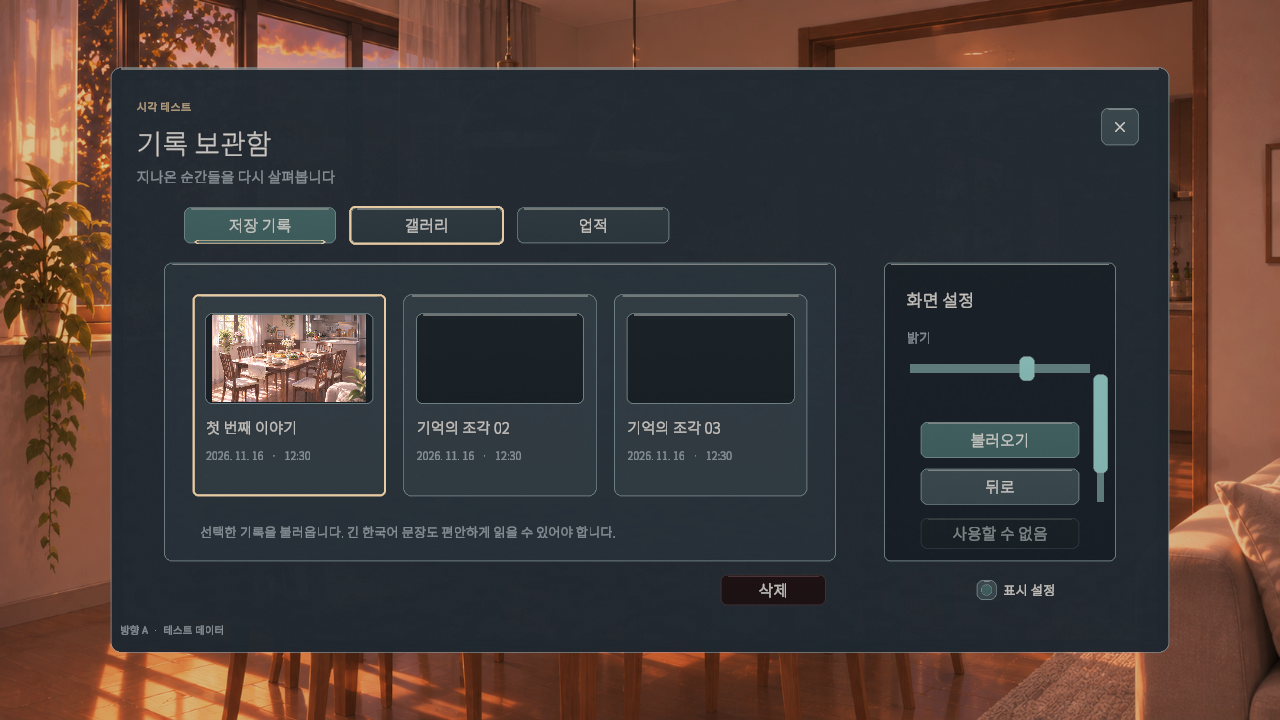 시각 테스트
기록 보관함
지나온 순간들을 다시 살펴봅니다
저장 기록
갤러리
업적
첫 번째 이야기
2026. 11. 16 · 12:30
기억의 조각 02
2026. 11. 16 · 12:30
기억의 조각 03
2026. 11. 16 · 12:30
선택한 기록을 불러옵니다. 긴 한국어 문장도 편안하게 읽을 수 있어야 합니다.
삭제
화면 설정
밝기
불러오기
뒤로
사용할 수 없음
표시 설정
방향 A · 테스트 데이터